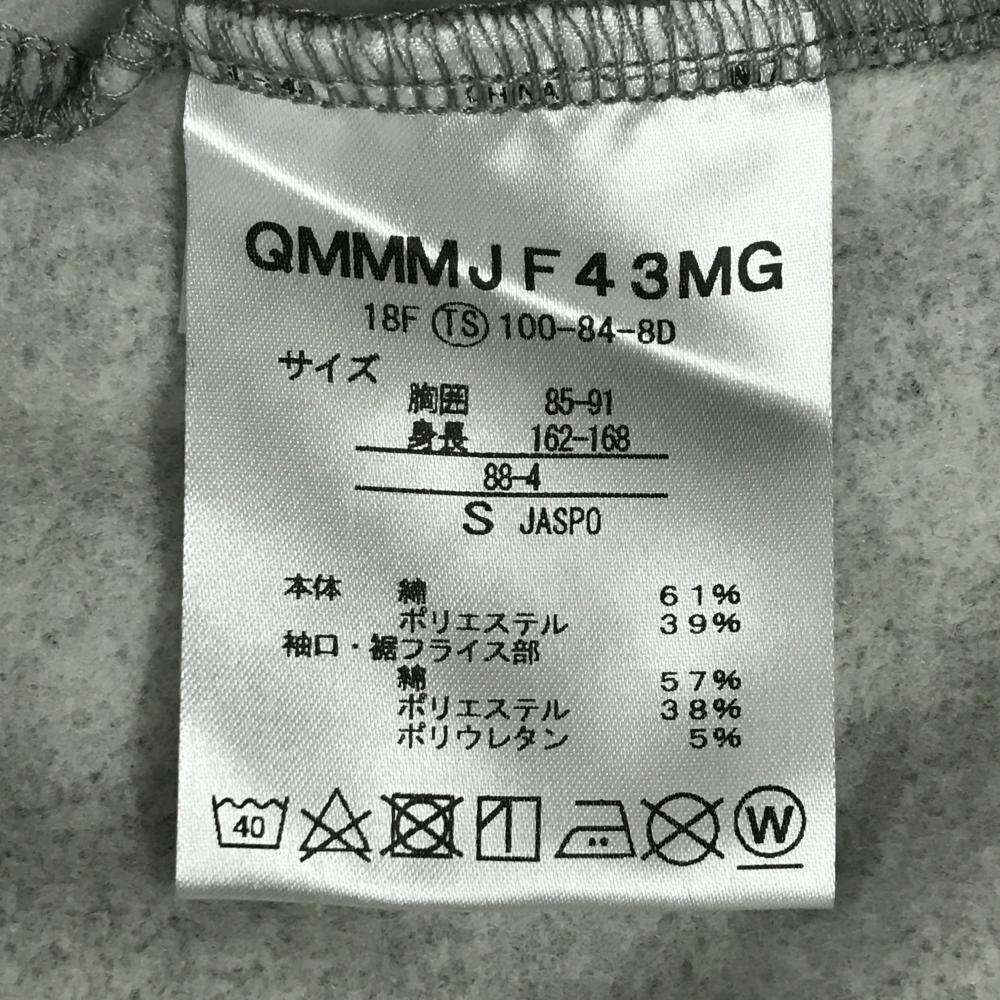 CHINA
QMMMJF43MG
18F TS 100-84-8D
サイズ
胸囲 85-91
身長 162-168
88-4
S JASPO
本体 綿 61%
ポリエステル 39%
袖口・裾フライス部
綿 57%
ポリエステル 38%
ポリウレタン 5%
40 W